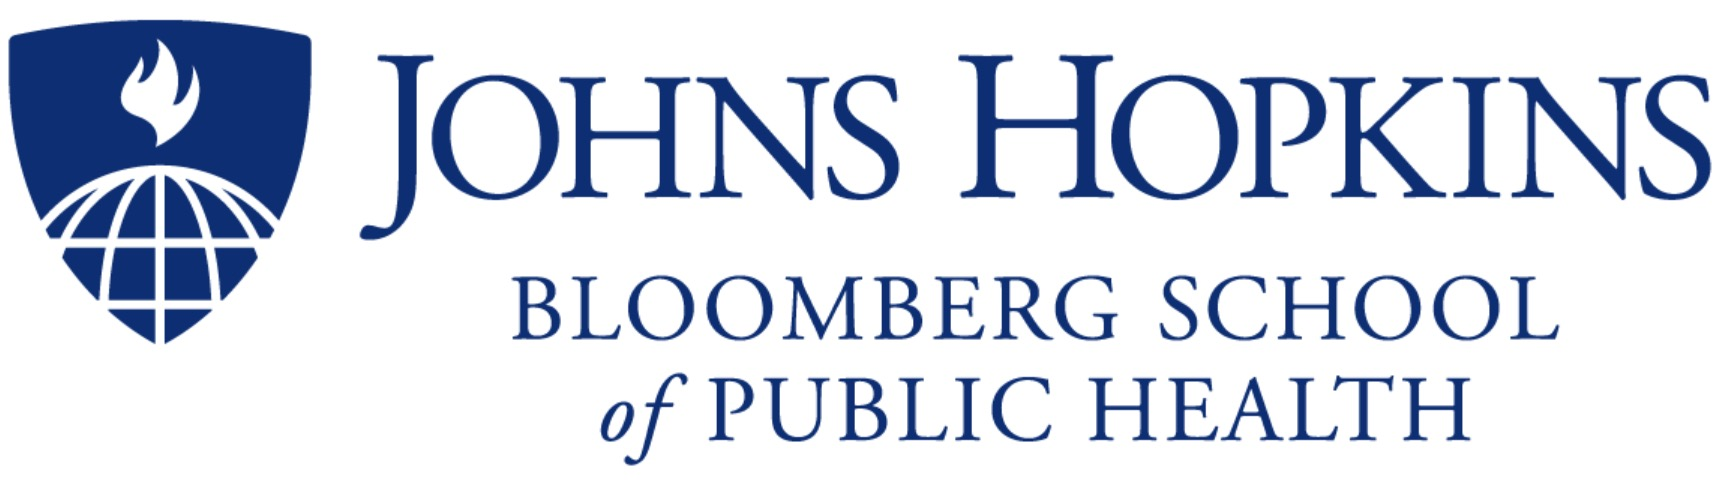 JOHNS HOPKINS
BLOOMBERG SCHOOL
of PUBLIC HEALTH